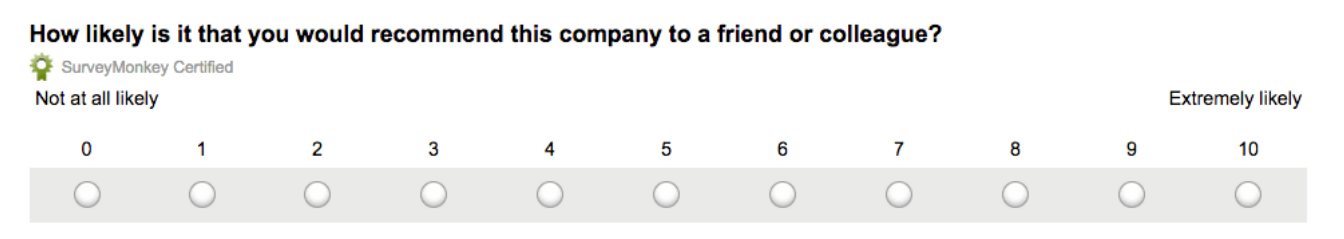 How likely is it that you would recommend this company to a friend or colleague?
SurveyMonkey Certified
Not at all likely Extremely likely
0 1 2 3 4 5 6 7 8 9 10